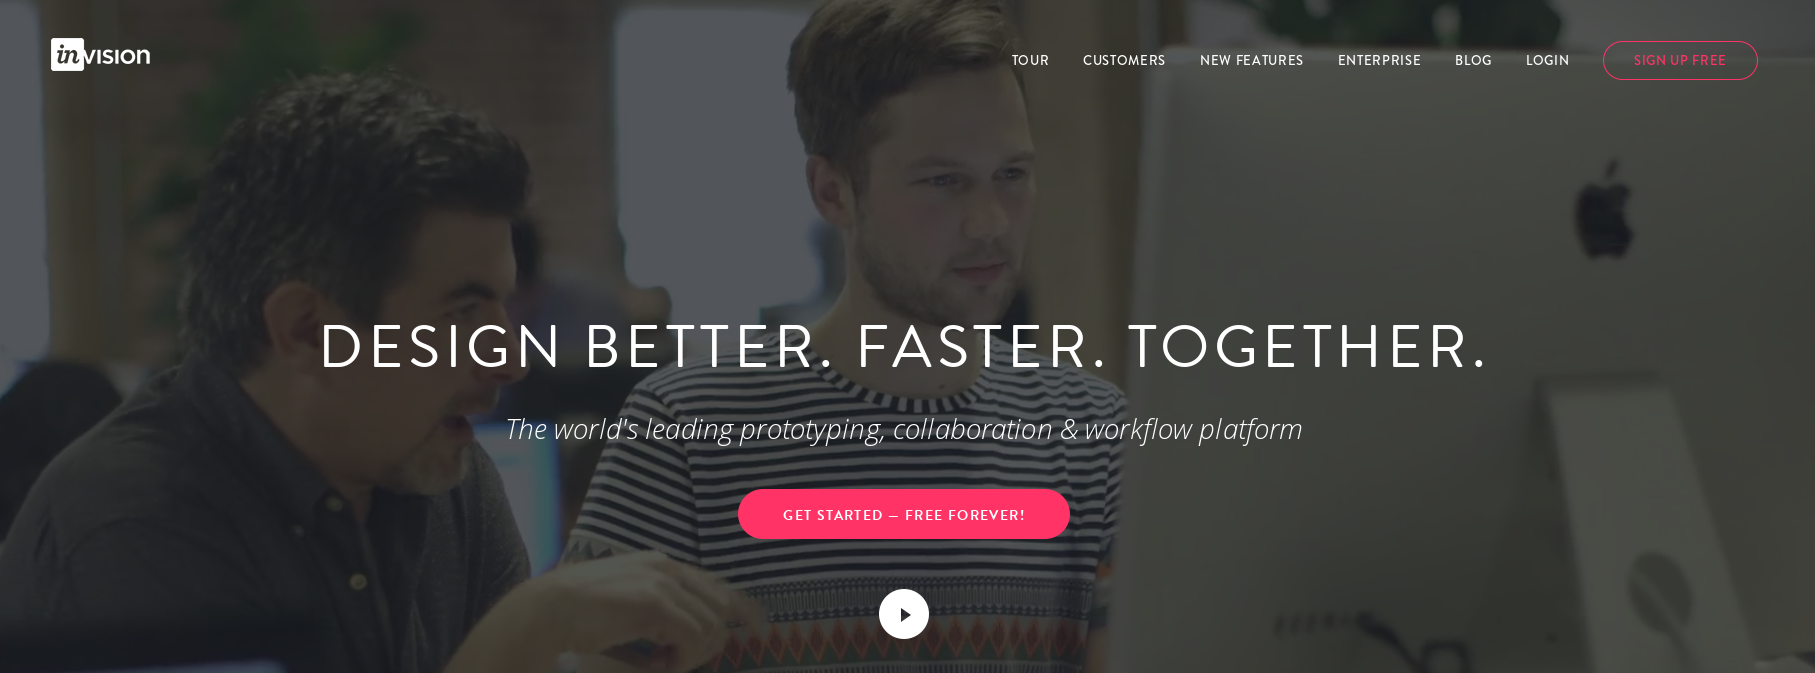 invision
TOUR CUSTOMERS NEW FEATURES ENTERPRISE BLOG LOGIN SIGN UP FREE
DESIGN BETTER. FASTER. TOGETHER.
The world's leading prototyping, collaboration & workflow platform
GET STARTED — FREE FOREVER!